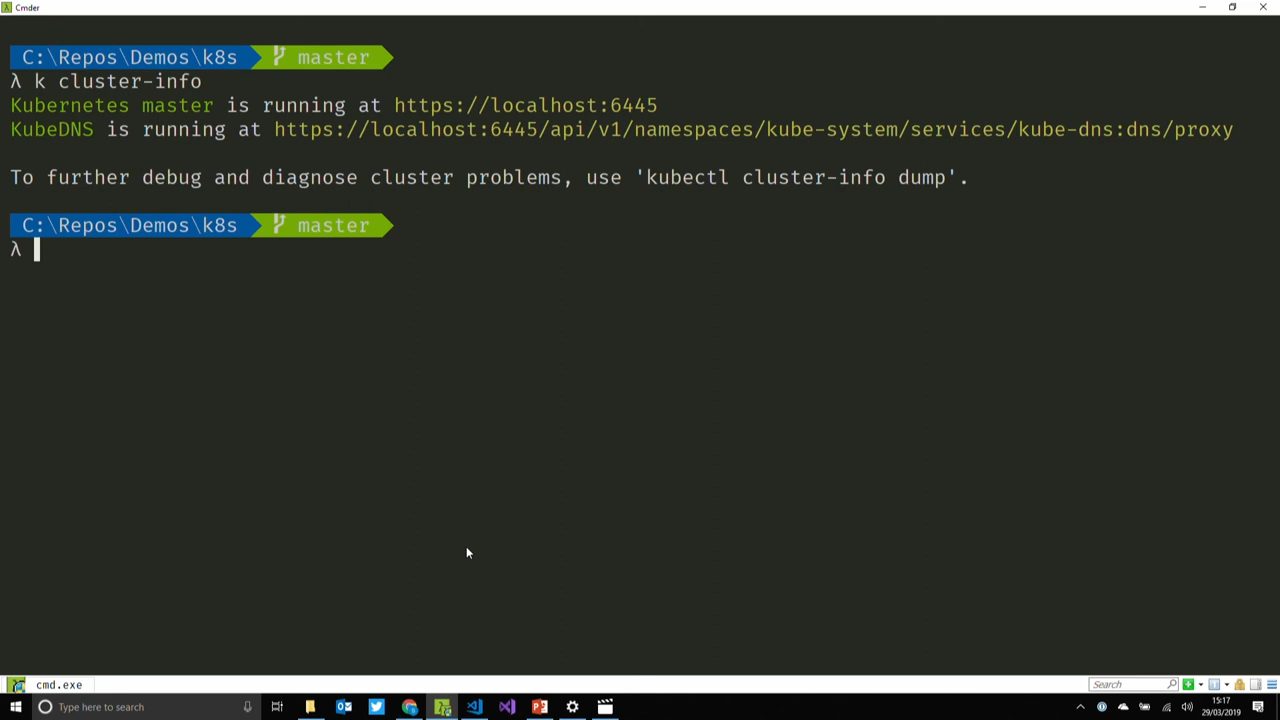 Cmder
C:\Repos\Demos\k8s master
λ k cluster-info
Kubernetes master is running at https://localhost:6445
KubeDNS is running at https://localhost:6445/api/v1/namespaces/kube-system/services/kube-dns:dns/proxy
To further debug and diagnose cluster problems, use 'kubectl cluster-info dump'.
C:\Repos\Demos\k8s master
λ
cmd.exe
Search
Type here to search
15:17
29/03/2019